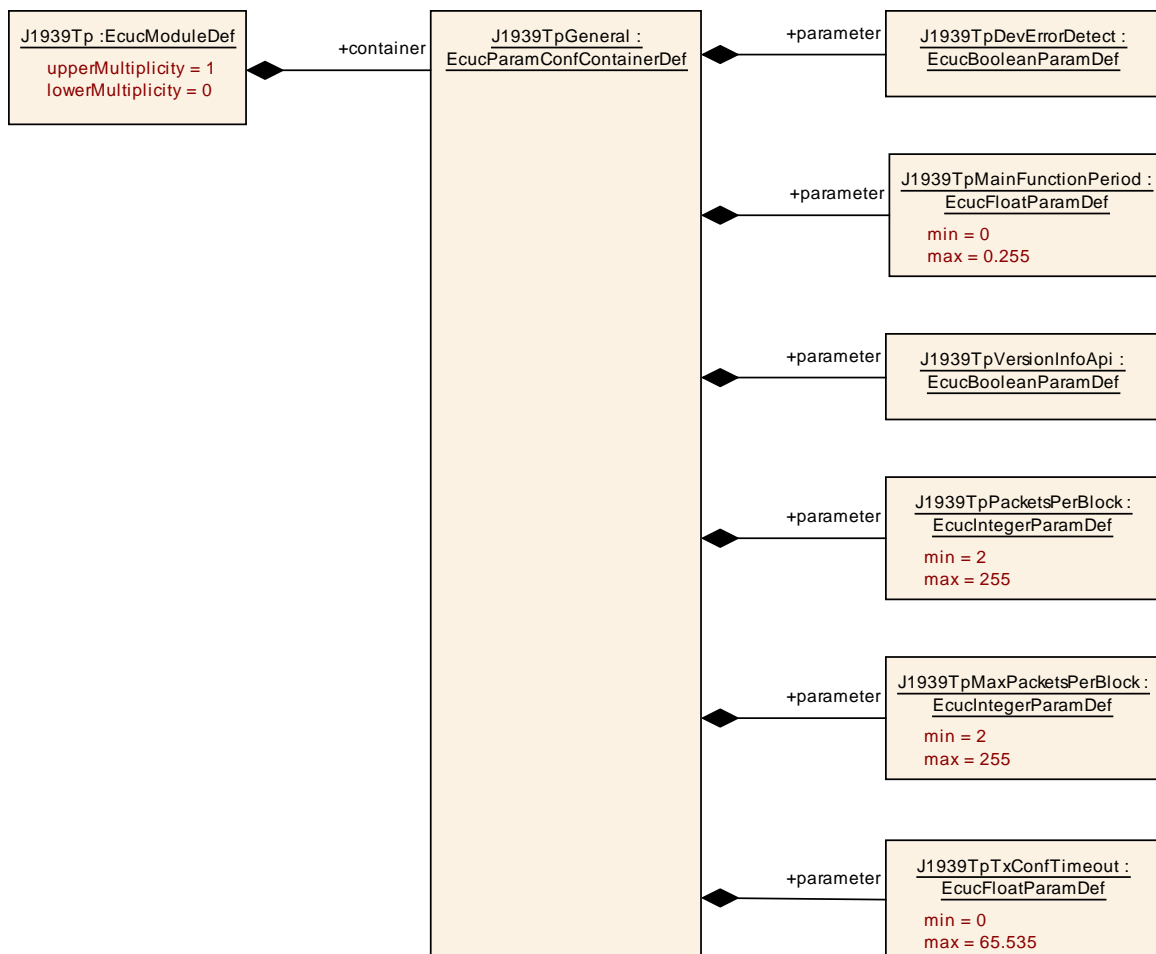 J1939Tp :EcucModuleDef
upperMultiplicity = 1
lowerMultiplicity = 0
+container
J1939TpGeneral :
EcucParamConfContainerDef
+parameter
J1939TpDevErrorDetect :
EcucBooleanParamDef
+parameter
J1939TpMainFunctionPeriod :
EcucFloatParamDef
min = 0
max = 0.255
+parameter
J1939TpVersionInfoApi :
EcucBooleanParamDef
+parameter
J1939TpPacketsPerBlock :
EcucIntegerParamDef
min = 2
max = 255
+parameter
J1939TpMaxPacketsPerBlock :
EcucIntegerParamDef
min = 2
max = 255
+parameter
J1939TpTxConfTimeout :
EcucFloatParamDef
min = 0
max = 65.535